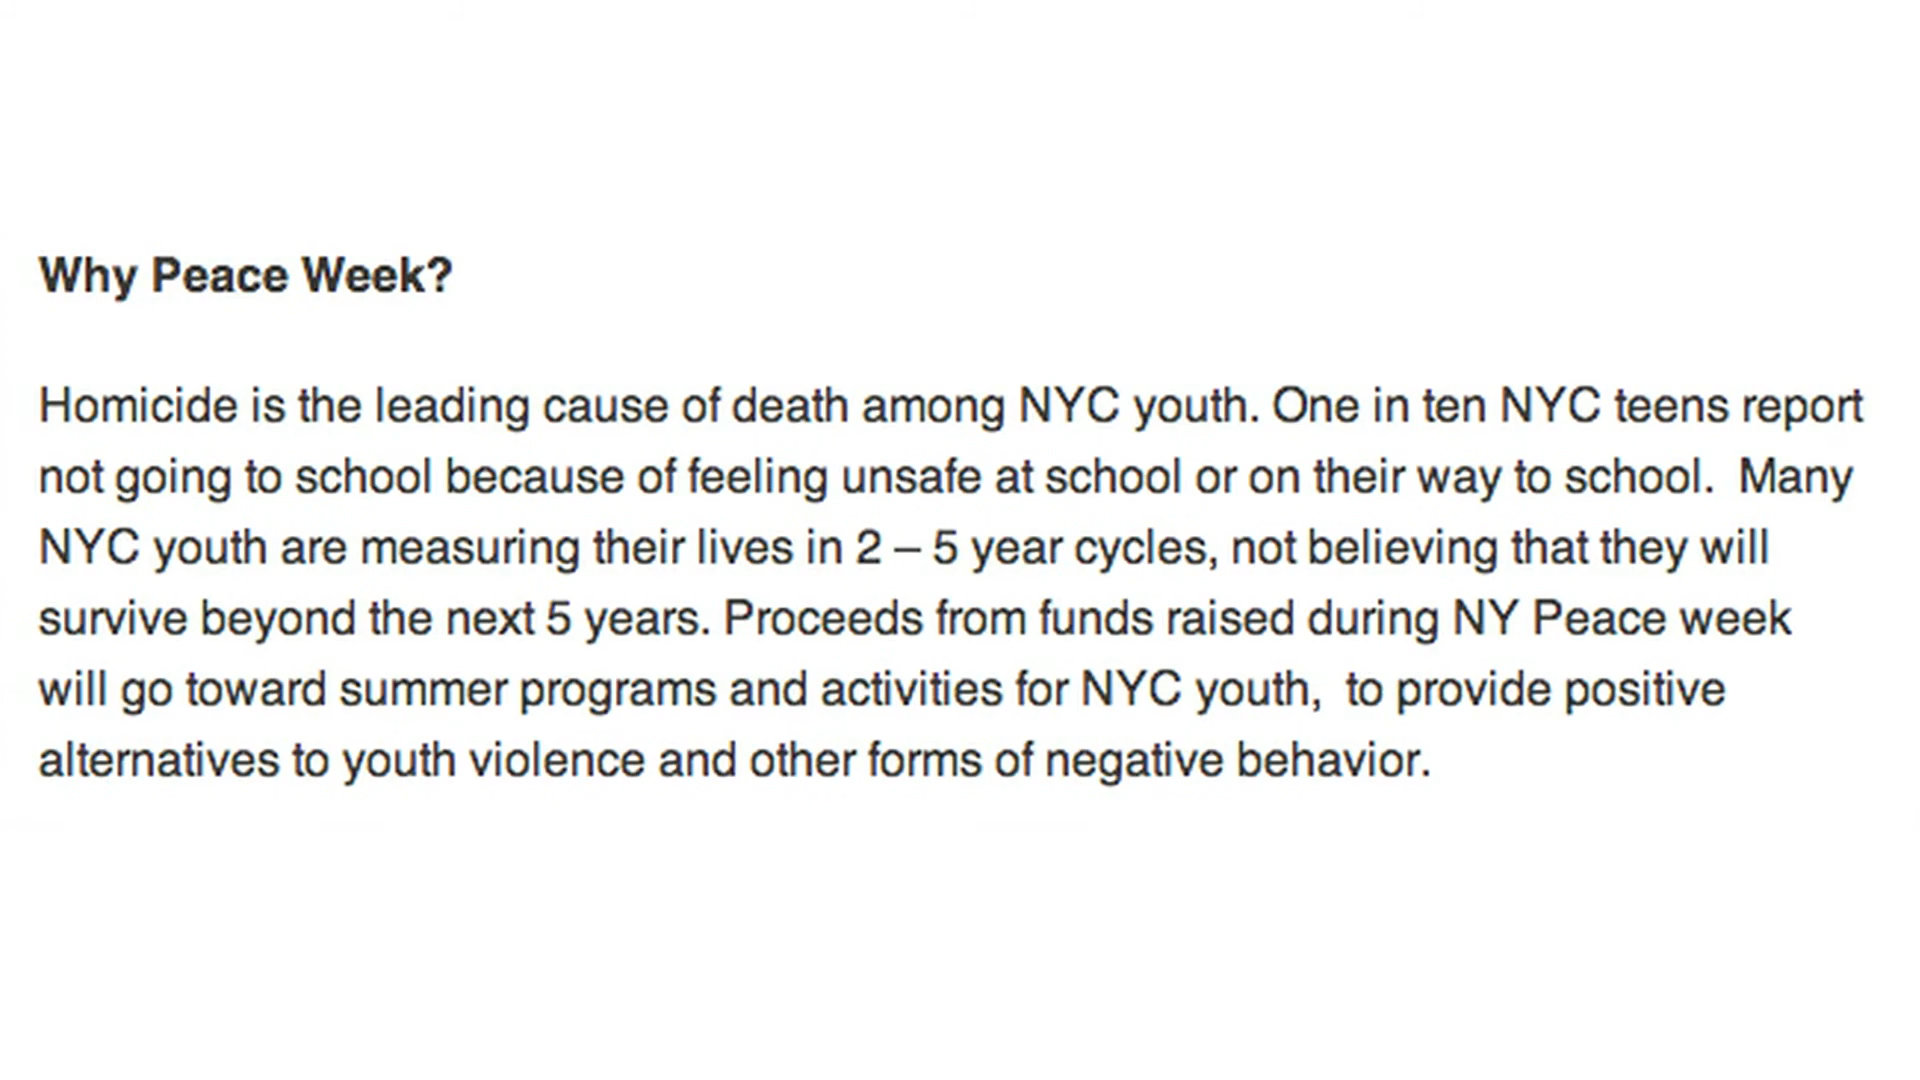 Why Peace Week?
Homicide is the leading cause of death among NYC youth. One in ten NYC teens report
not going to school because of feeling unsafe at school or on their way to school.  Many
NYC youth are measuring their lives in 2 – 5 year cycles, not believing that they will
survive beyond the next 5 years. Proceeds from funds raised during NY Peace week
will go toward summer programs and activities for NYC youth,  to provide positive
alternatives to youth violence and other forms of negative behavior.